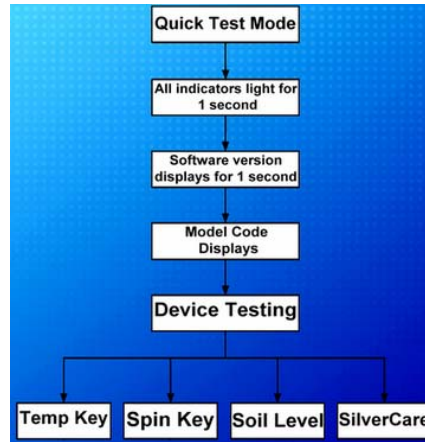 Quick Test Mode
All indicators light for
1 second
Software version
displays for 1 second
Model Code
Displays
Device Testing
Temp Key
Spin Key
Soil Level
SilverCare